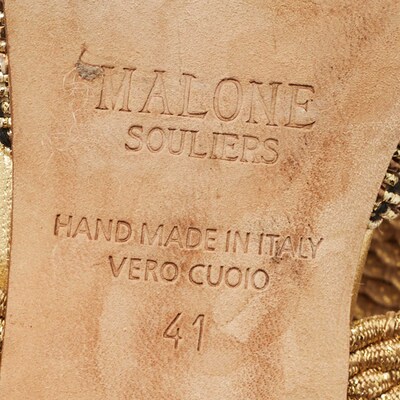 MALONE
SOULIERS
HAND MADE IN ITALY
VERO CUOIO
41